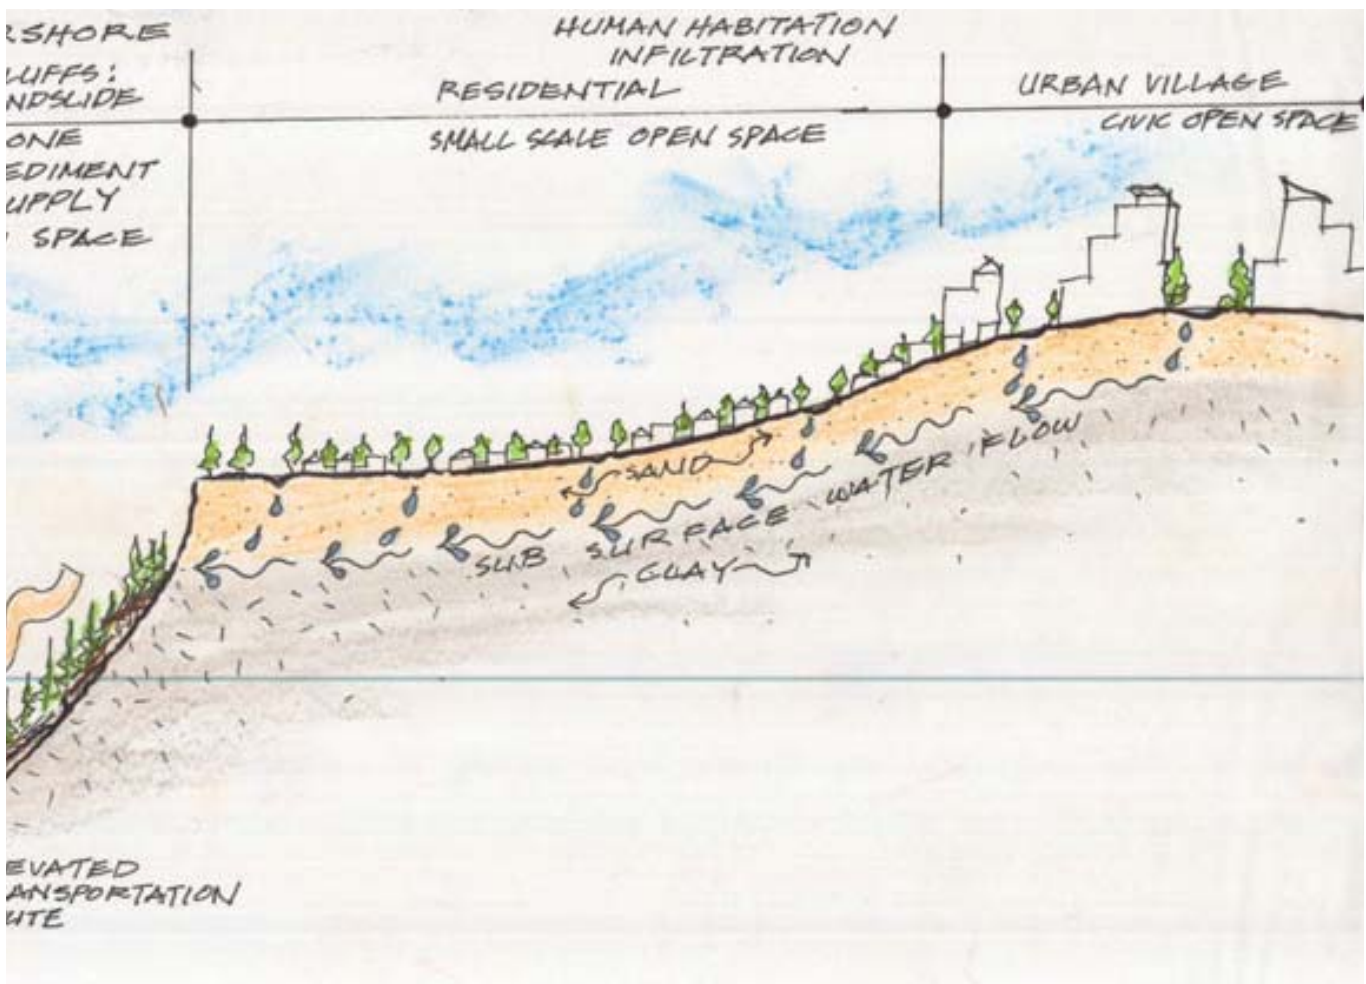 RSHORE
LUFFS:
NDSLIDE
ONE
EDIMENT
UPPLY
SPACE
HUMAN HABITATION
INFILTRATION
RESIDENTIAL
SMALL SCALE OPEN SPACE
URBAN VILLAGE
CIVIC OPEN SPACE
SAND
SUB SURFACE WATER FLOW
CLAY
EVATED
ANSPORTATION
UTE